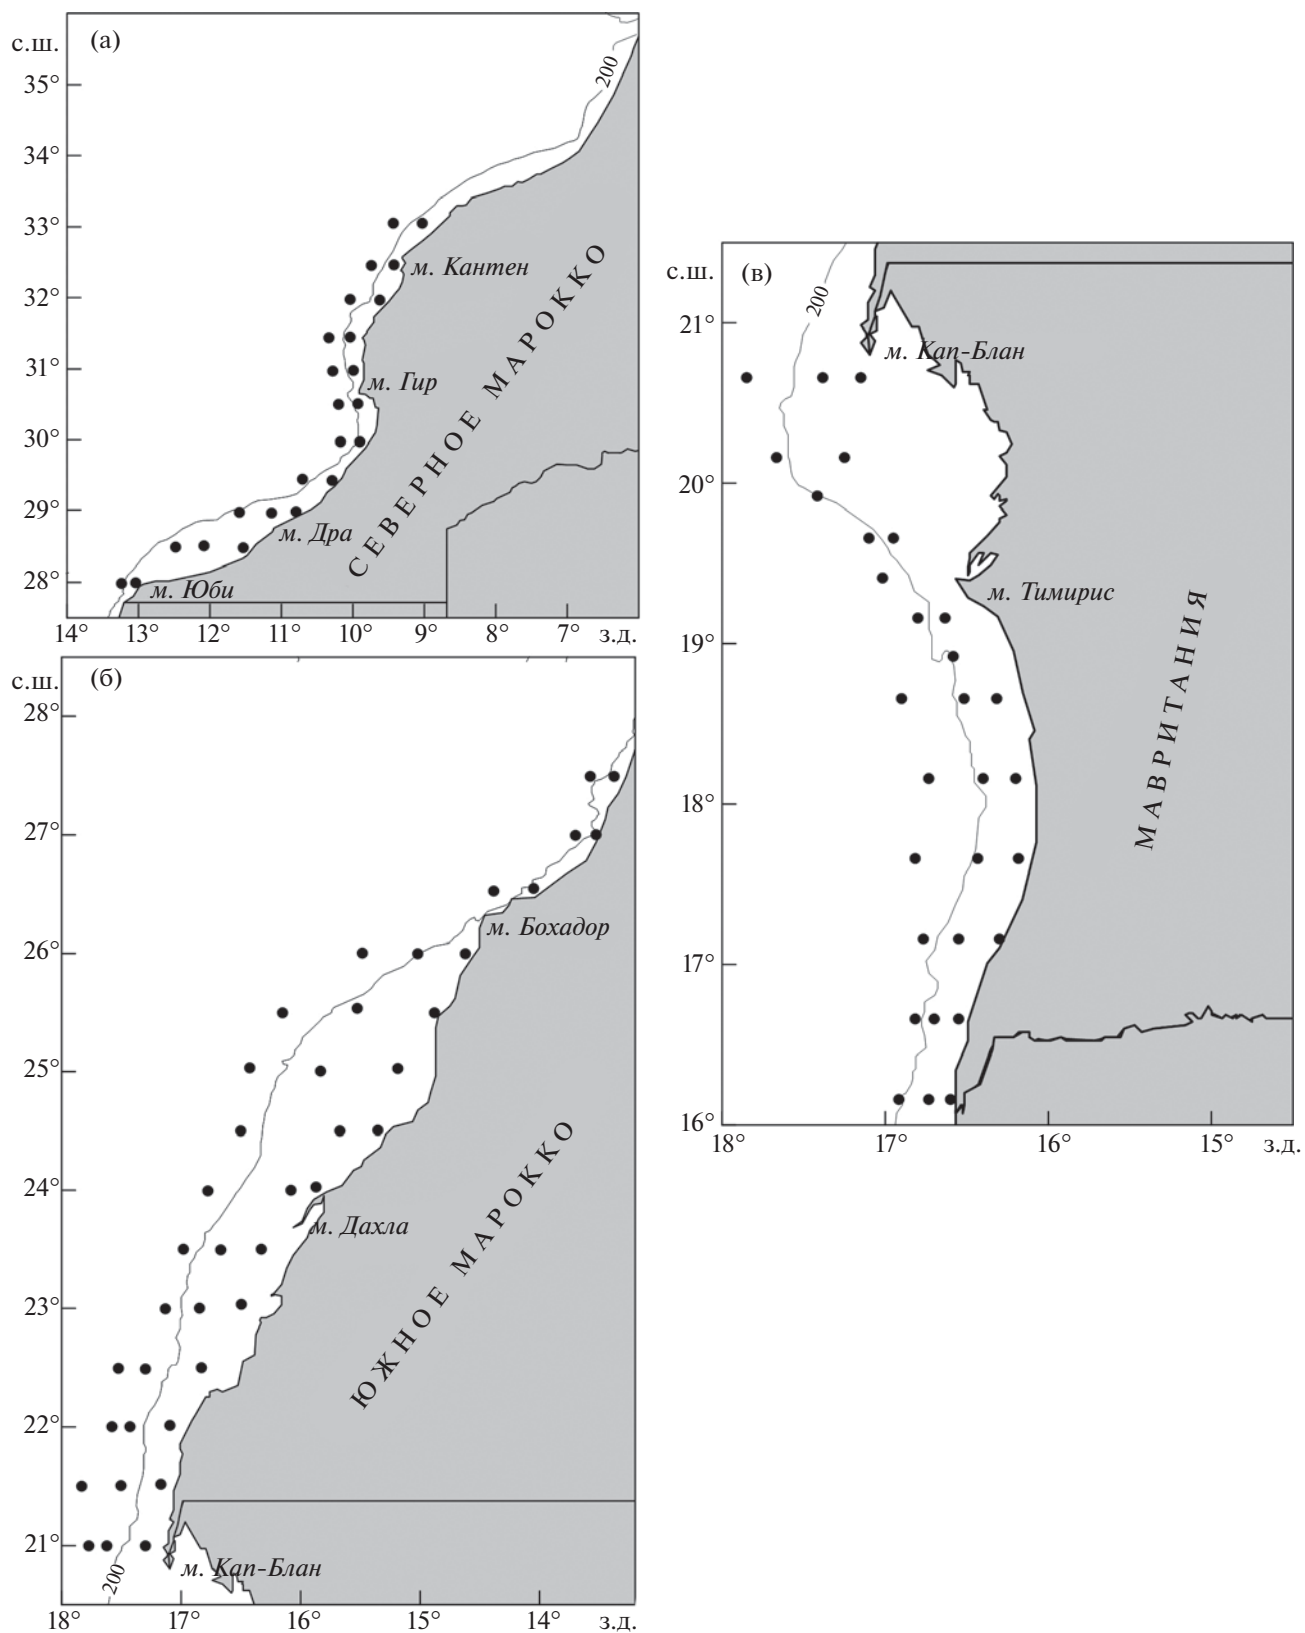 (а)
с.ш.
35°
34°
33°
32°
31°
30°
29°
28°
200
м. Кантен
м. Гир
м. Дра
м. Юби
СЕВЕРНОЕ МАРОККО
14° 13° 12° 11° 10° 9° 8° 7° з.д.
(б)
с.ш.
28°
27°
26°
25°
24°
23°
22°
21°
м. Бохадор
м. Дахла
м. Кап-Блан
ЮЖНОЕ МАРОККО
200
18° 17° 16° 15° 14° з.д.
(в)
с.ш.
21°
20°
19°
18°
17°
16°
200
м. Кап-Блан
м. Тимирис
МАВРИТАНИЯ
18° 17° 16° 15° з.д.